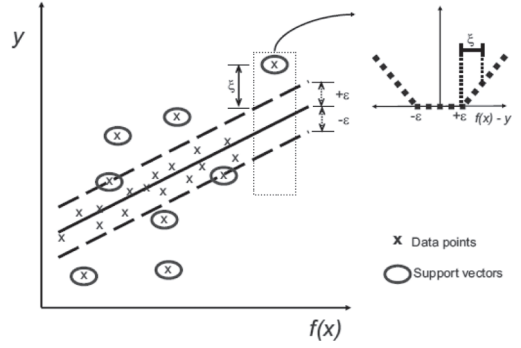 y
ξ
+ε
-ε
f(x)
ξ
-ε
+ε
f(x) - y
x Data points
Support vectors